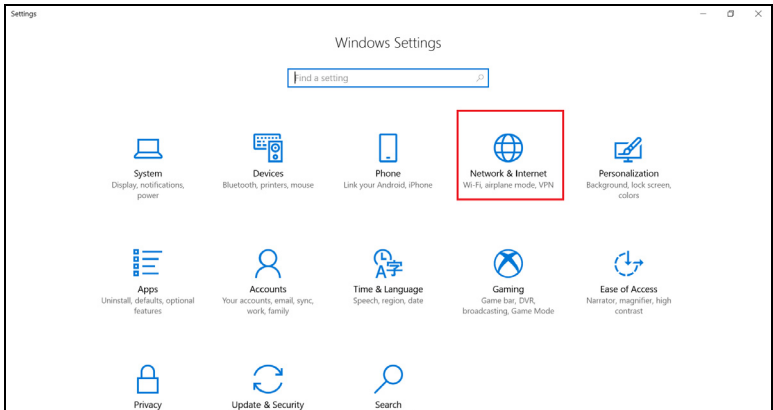 Settings
Windows Settings
Find a setting
System
Display, notifications,
power
Devices
Bluetooth, printers, mouse
Phone
Link your Android, iPhone
Network & Internet
Wi-Fi, airplane mode, VPN
Personalization
Background, lock screen,
colors
Apps
Uninstall, defaults, optional
features
Accounts
Your accounts, email, sync,
work, family
Time & Language
Speech, region, date
Gaming
Game bar, DVR,
broadcasting, Game Mode
Ease of Access
Narrator, magnifier, high
contrast
Privacy
Update & Security
Search